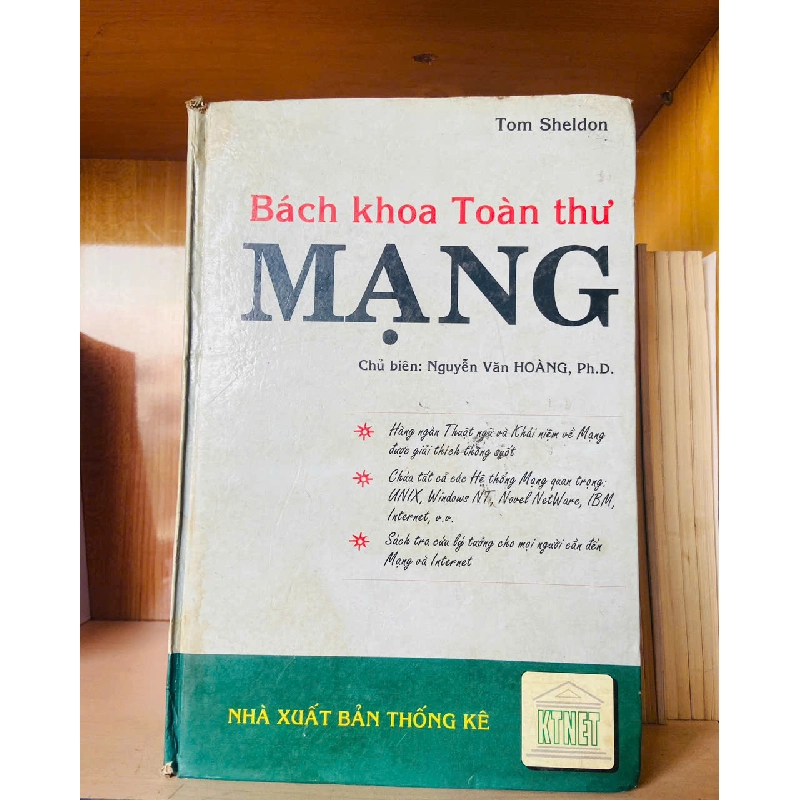 Tom Sheldon
Bách khoa Toàn thư
MẠNG
Chủ biên: Nguyễn Văn HOÀNG, Ph.D.
Hàng ngàn Thuật ngữ và Khái niệm về Mạng
được giải thích thông suốt
Chứa tất cả các Hệ thống Mạng quan trọng:
UNIX, Windows NT, Novel NetWare, IBM,
Internet, v.v.
Sách tra cứu lý tưởng cho mọi người cần đến
Mạng và Internet
NHÀ XUẤT BẢN THỐNG KÊ
KTNET